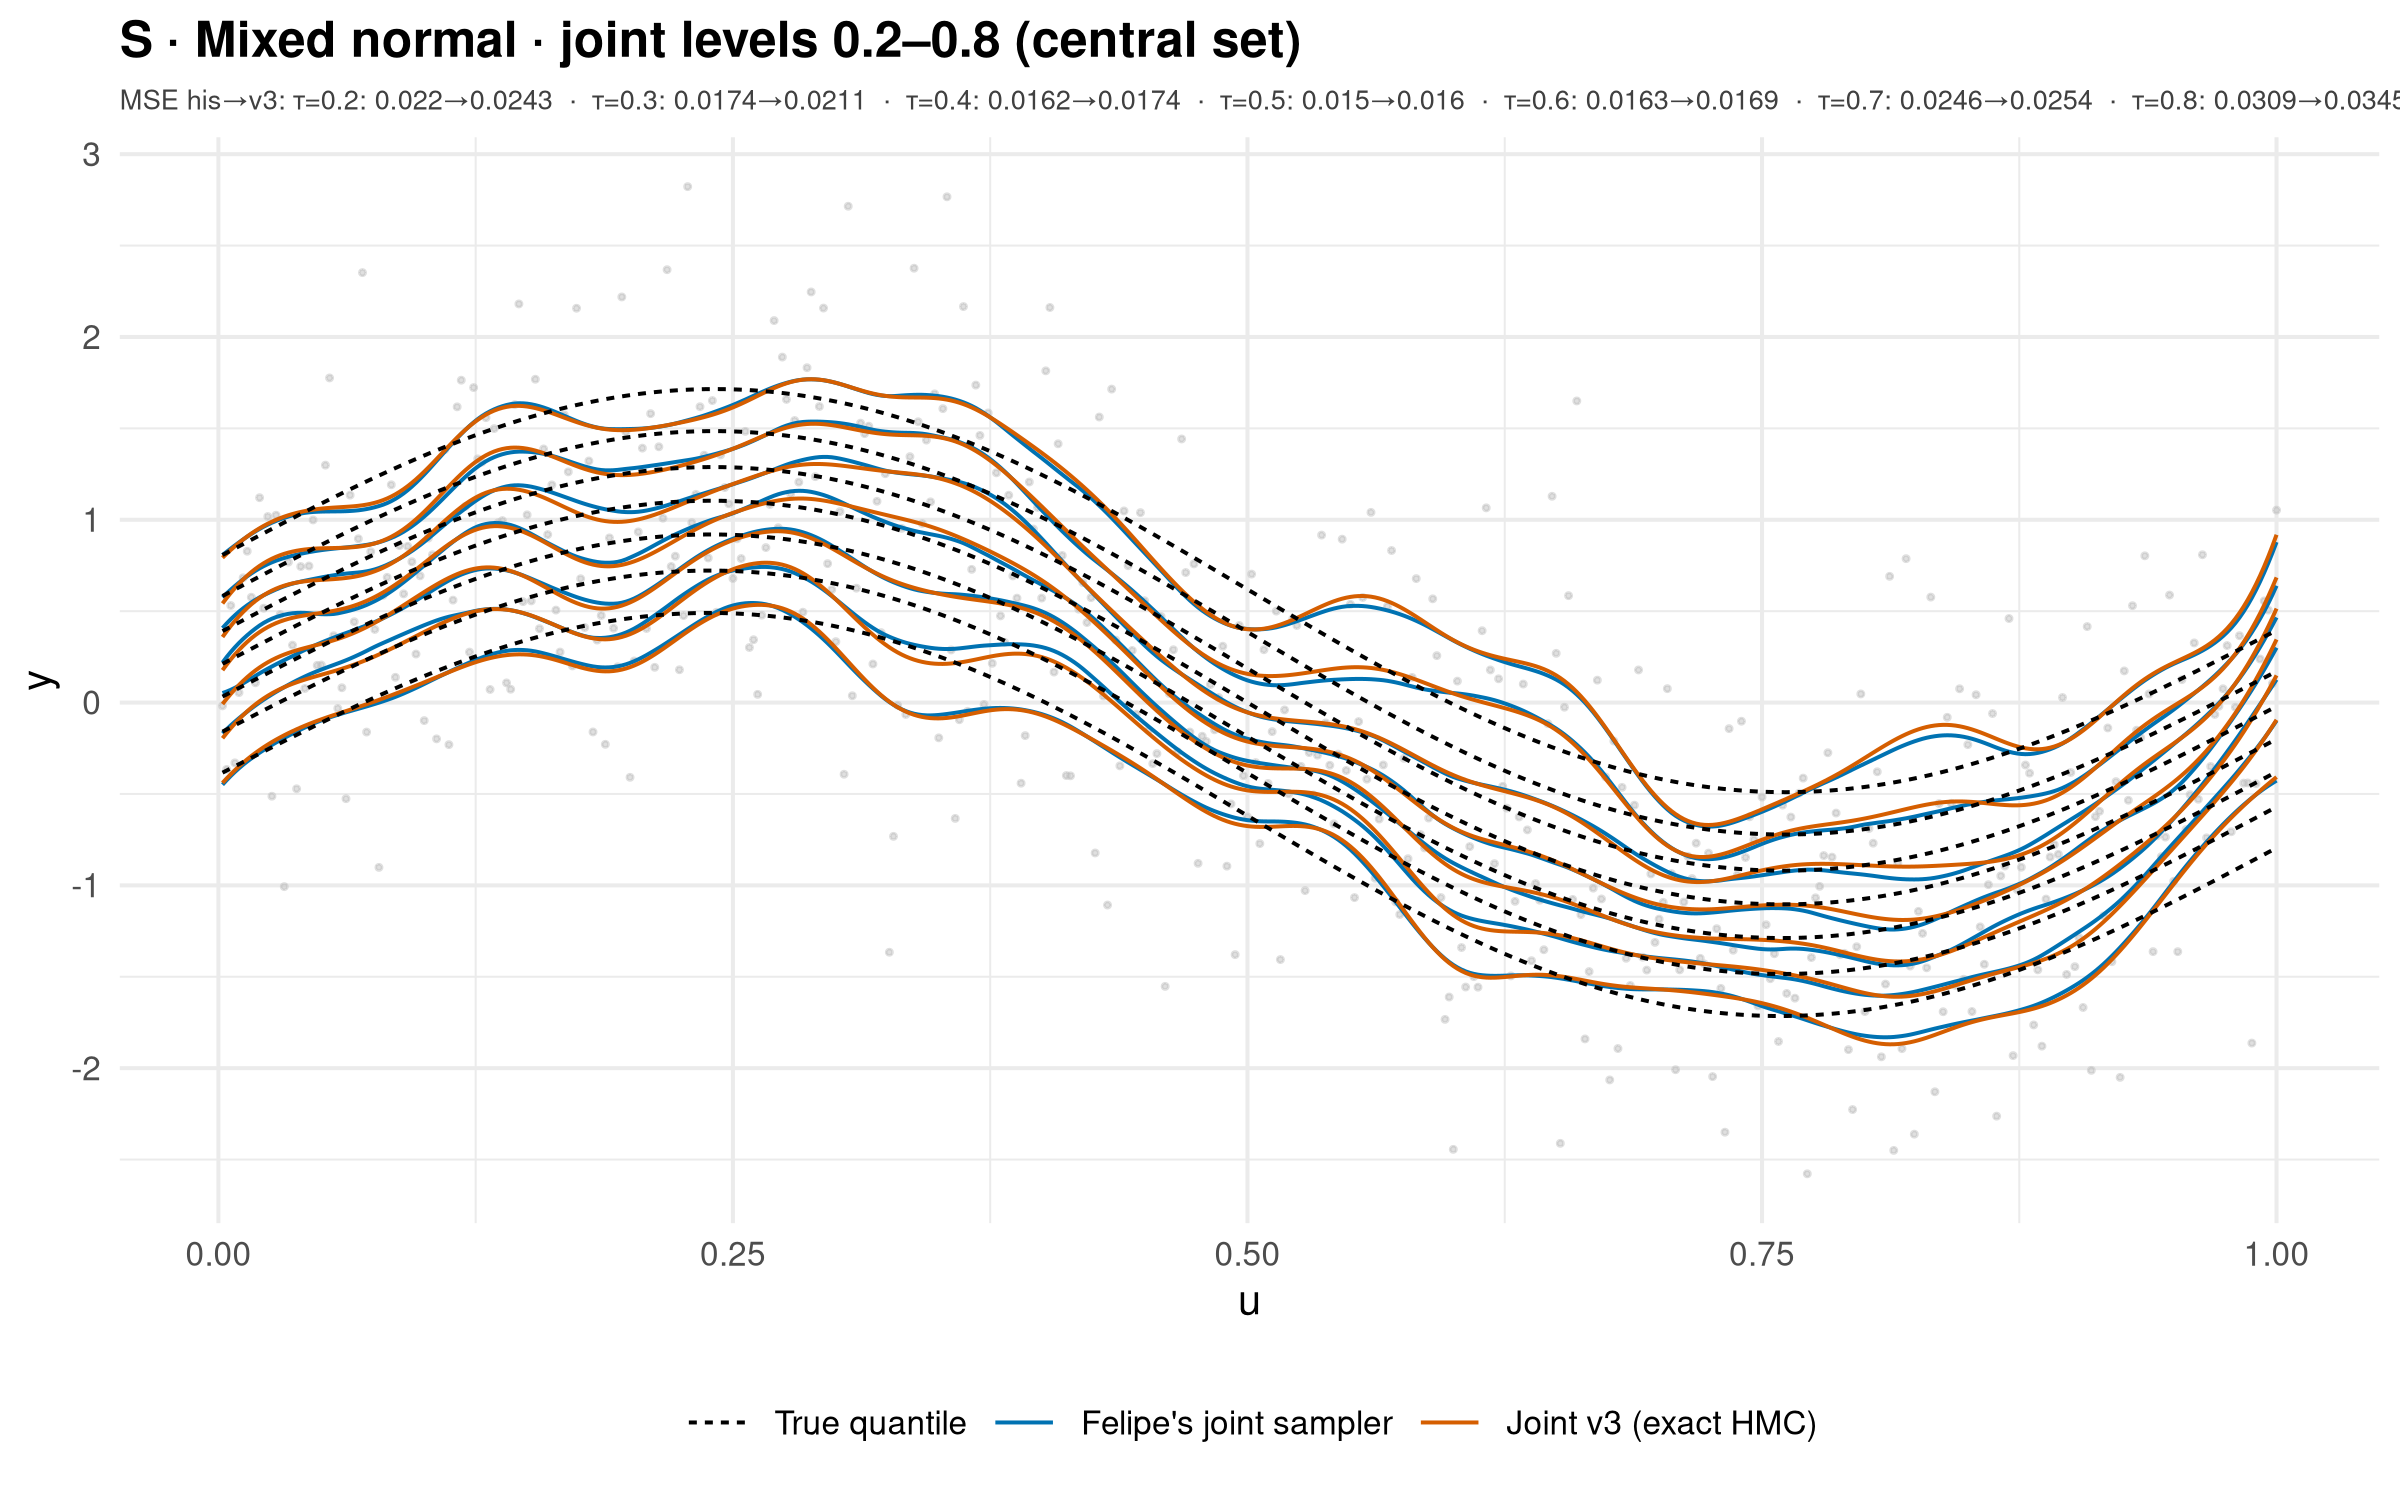 S · Mixed normal · joint levels 0.2–0.8 (central set)
MSE his→v3: τ=0.2: 0.022→0.0243 · τ=0.3: 0.0174→0.0211 · τ=0.4: 0.0162→0.0174 · τ=0.5: 0.015→0.016 · τ=0.6: 0.0163→0.0169 · τ=0.7: 0.0246→0.0254 · τ=0.8: 0.0309→0.0345
3
2
1
0
-1
-2
y
0.00 0.25 0.50 0.75 1.00
u
True quantile Felipe's joint sampler Joint v3 (exact HMC)